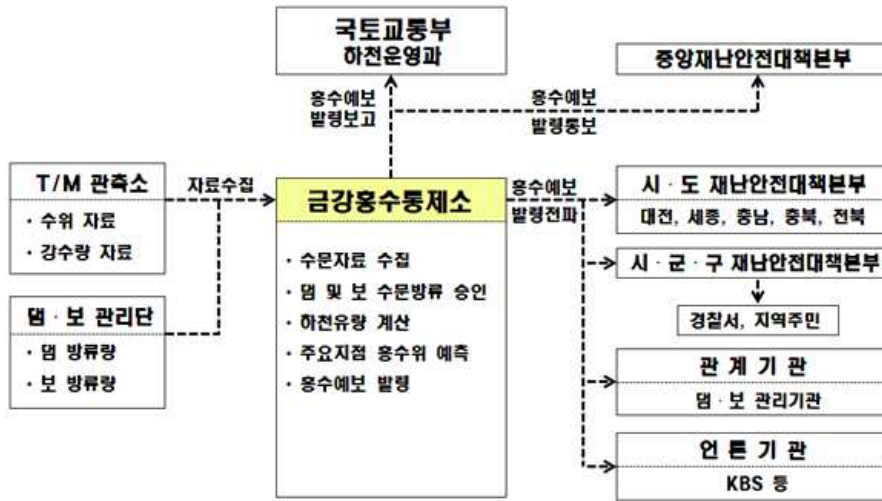 국토교통부
하천운영과
중앙재난안전대책본부
홍수예보
발령보고
홍수예보
발령통보
T/M 관측소
· 수위 자료
· 강수량 자료
자료수집
댐 · 보 관리단
· 댐 방류량
· 보 방류량
금강홍수통제소
· 수문자료 수집
· 댐 및 보 수문방류 승인
· 하천유량 계산
· 주요지점 홍수위 예측
· 홍수예보 발령
홍수예보
발령전파
시 · 도 재난안전대책본부
대전, 세종, 충남, 충북, 전북
시 · 군 · 구 재난안전대책본부
경찰서, 지역주민
관 계 기 관
댐 · 보 관리기관
언 론 기 관
KBS 등